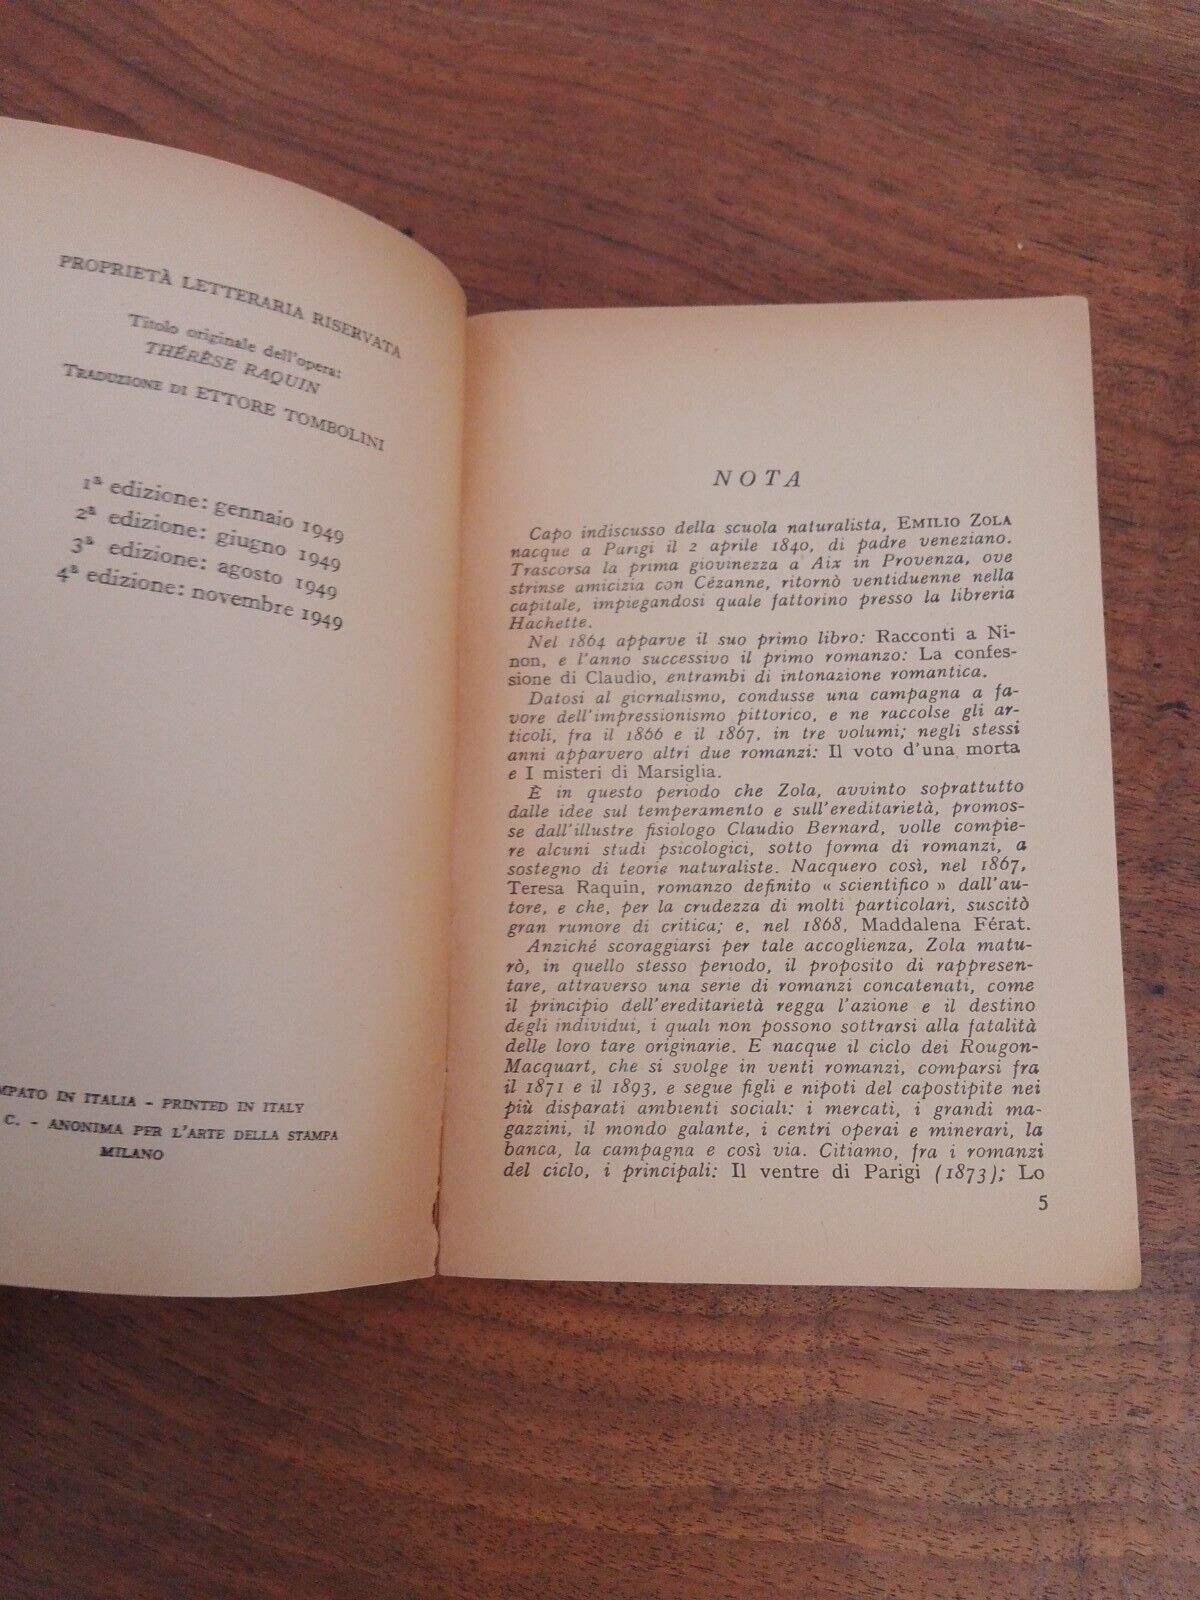 PROPRIETÀ LETTERARIA RISERVATA
Titolo originale dell'opera:
THÉRÈSE RAQUIN
TRADUZIONE DI ETTORE TOMBOLINI
1ª edizione: gennaio 1949
2ª edizione: giugno 1949
3ª edizione: agosto 1949
4ª edizione: novembre 1949
MPATO IN ITALIA - PRINTED IN ITALY
C. - ANONIMA PER L'ARTE DELLA STAMPA
MILANO
NOTA
Capo indiscusso della scuola naturalista, EMILIO ZOLA
nacque a Parigi il 2 aprile 1840, di padre veneziano.
Trascorsa la prima giovinezza a Aix in Provenza, ove
strinse amicizia con Cézanne, ritornò ventiduenne nella
capitale, impiegandosi quale fattorino presso la libreria
Hachette.
Nel 1864 apparve il suo primo libro: Racconti a Ni-
non, e l'anno successivo il primo romanzo: La confes-
sione di Claudio, entrambi di intonazione romantica.
Datosi al giornalismo, condusse una campagna a fa-
vore dell'impressionismo pittorico, e ne raccolse gli ar-
ticoli, fra il 1866 e il 1867, in tre volumi; negli stessi
anni apparvero altri due romanzi: Il voto d'una morta
e I misteri di Marsiglia.
È in questo periodo che Zola, avvinto soprattutto
dalle idee sul temperamento e sull'ereditarietà, promos-
se dall'illustre fisiologo Claudio Bernard, volle compie-
re alcuni studi psicologici, sotto forma di romanzi, a
sostegno di teorie naturaliste. Nacquero così, nel 1867,
Teresa Raquin, romanzo definito « scientifico » dall'au-
tore, e che, per la crudezza di molti particolari, suscitò
gran rumore di critica; e, nel 1868, Maddalena Férat.
Anziché scoraggiarsi per tale accoglienza, Zola matu-
rò, in quello stesso periodo, il proposito di rappresen-
tare, attraverso una serie di romanzi concatenati, come
il principio dell'ereditarietà regga l'azione e il destino
degli individui, i quali non possono sottrarsi alla fatalità
delle loro tare originarie. E nacque il ciclo dei Rougon-
Macquart, che si svolge in venti romanzi, comparsi fra
il 1871 e il 1893, e segue figli e nipoti del capostipite nei
più disparati ambienti sociali: i mercati, i grandi ma-
gazzini, il mondo galante, i centri operai e minerari, la
banca, la campagna e così via. Citiamo, fra i romanzi
del ciclo, i principali: Il ventre di Parigi (1873); Lo
5